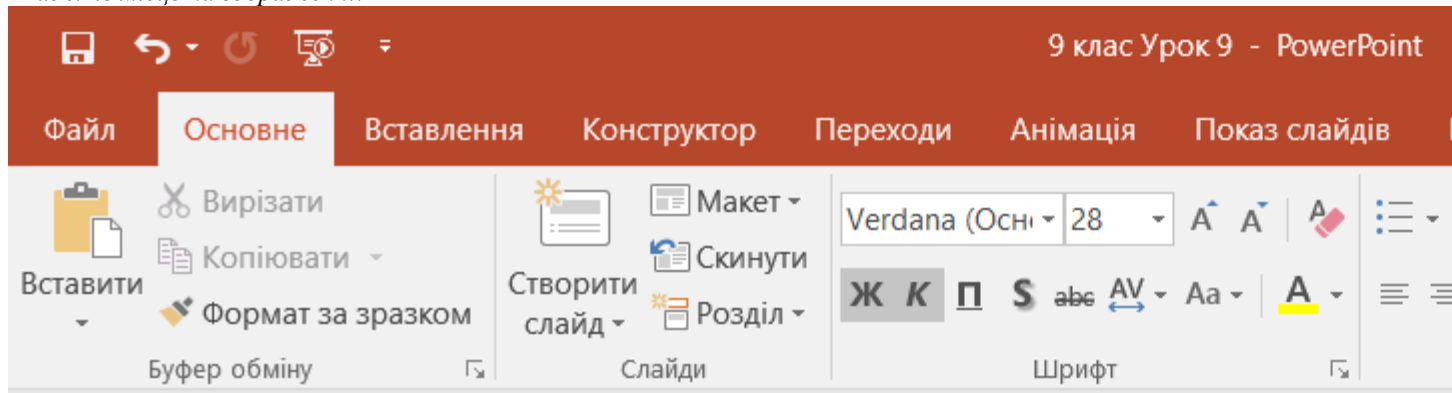 9 клас Урок 9 - PowerPoint
Файл Основне Вставлення Конструктор Переходи Анімація Показ слайдів
Вставити
Вирізати
Копіювати
Формат за зразком
Буфер обміну
Створити слайд
Макет
Скинути
Розділ
Слайди
Verdana (Осн 28 A A A
Ж К П S abc AV Aa A
Шрифт